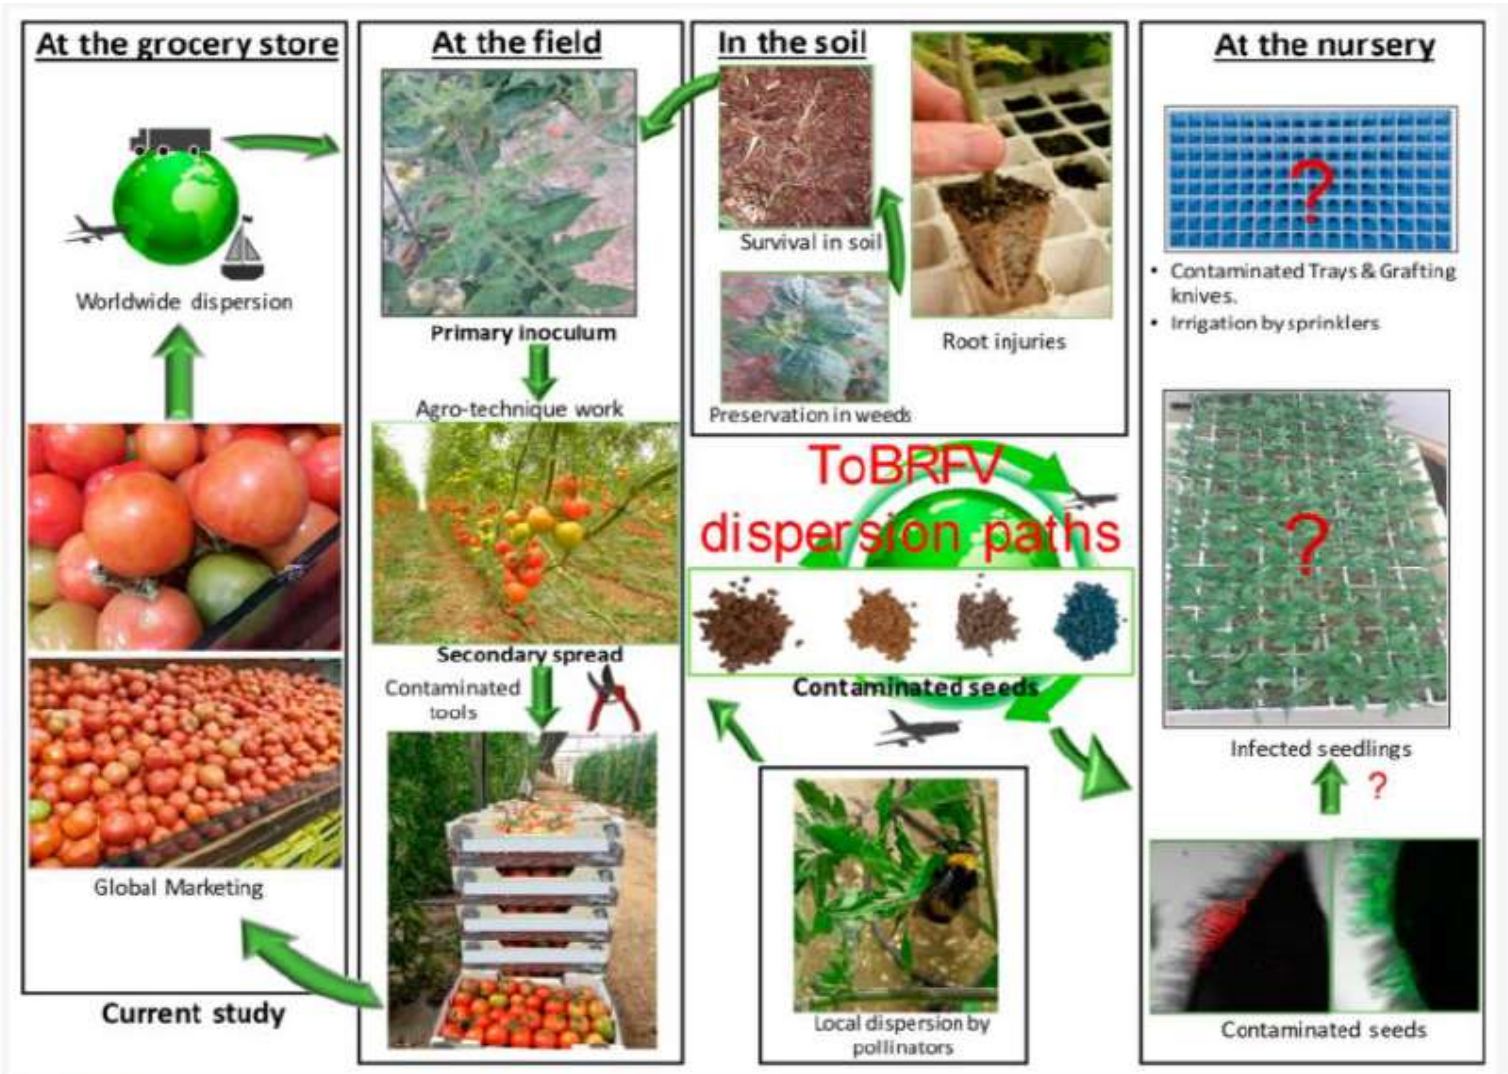 At the grocery store
Worldwide dispersion
Global Marketing
Current study
At the field
Primary inoculum
Agro-technique work
Secondary spread
Contaminated
tools
In the soil
Survival in soil
Preservation in weeds
Root injuries
ToBRFV
dispersion paths
Contaminated seeds
Local dispersion by
pollinators
At the nursery
?
• Contaminated Trays & Grafting
knives.
• Irrigation by sprinklers
?
Infected seedlings
?
Contaminated seeds